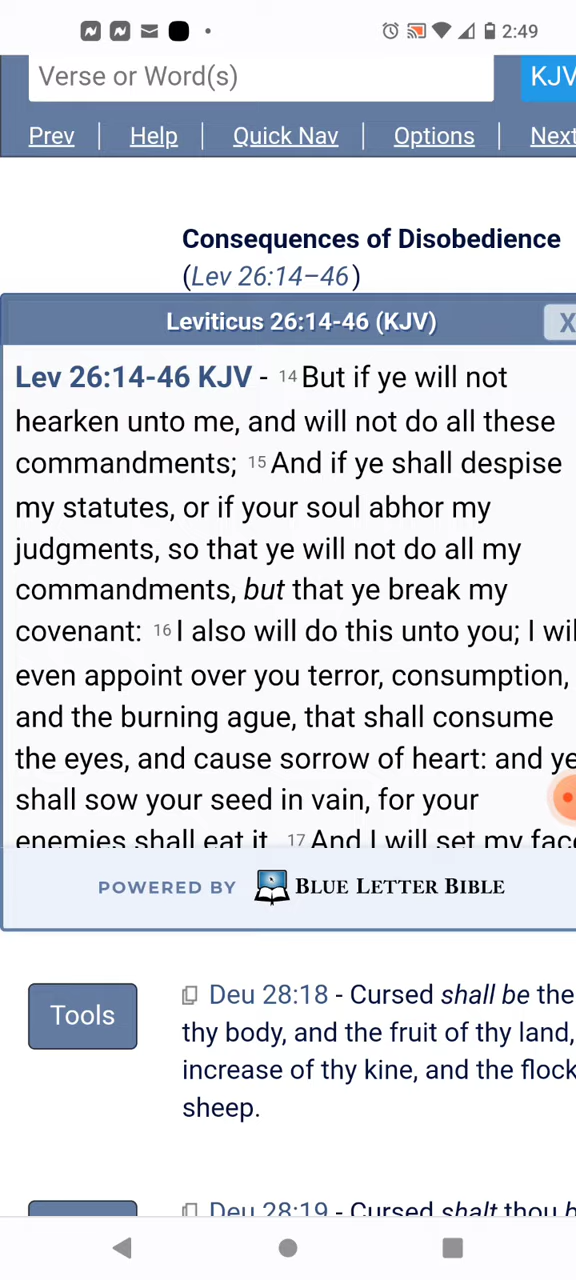 2:49
Verse or Word(s)
KJV
Prev | Help | Quick Nav | Options | Next
Consequences of Disobedience
(Lev 26:14–46)
Leviticus 26:14-46 (KJV) X
Lev 26:14-46 KJV - 14 But if ye will not
hearken unto me, and will not do all these
commandments; 15 And if ye shall despise
my statutes, or if your soul abhor my
judgments, so that ye will not do all my
commandments, but that ye break my
covenant: 16 I also will do this unto you; I wil
even appoint over you terror, consumption,
and the burning ague, that shall consume
the eyes, and cause sorrow of heart: and ye
shall sow your seed in vain, for your
enemies shall eat it. 17 And I will set my face
POWERED BY BLUE LETTER BIBLE
Tools
Deu 28:18 - Cursed shall be the
thy body, and the fruit of thy land,
increase of thy kine, and the flock
sheep.
Deu 28:19 - Cursed shalt thou b